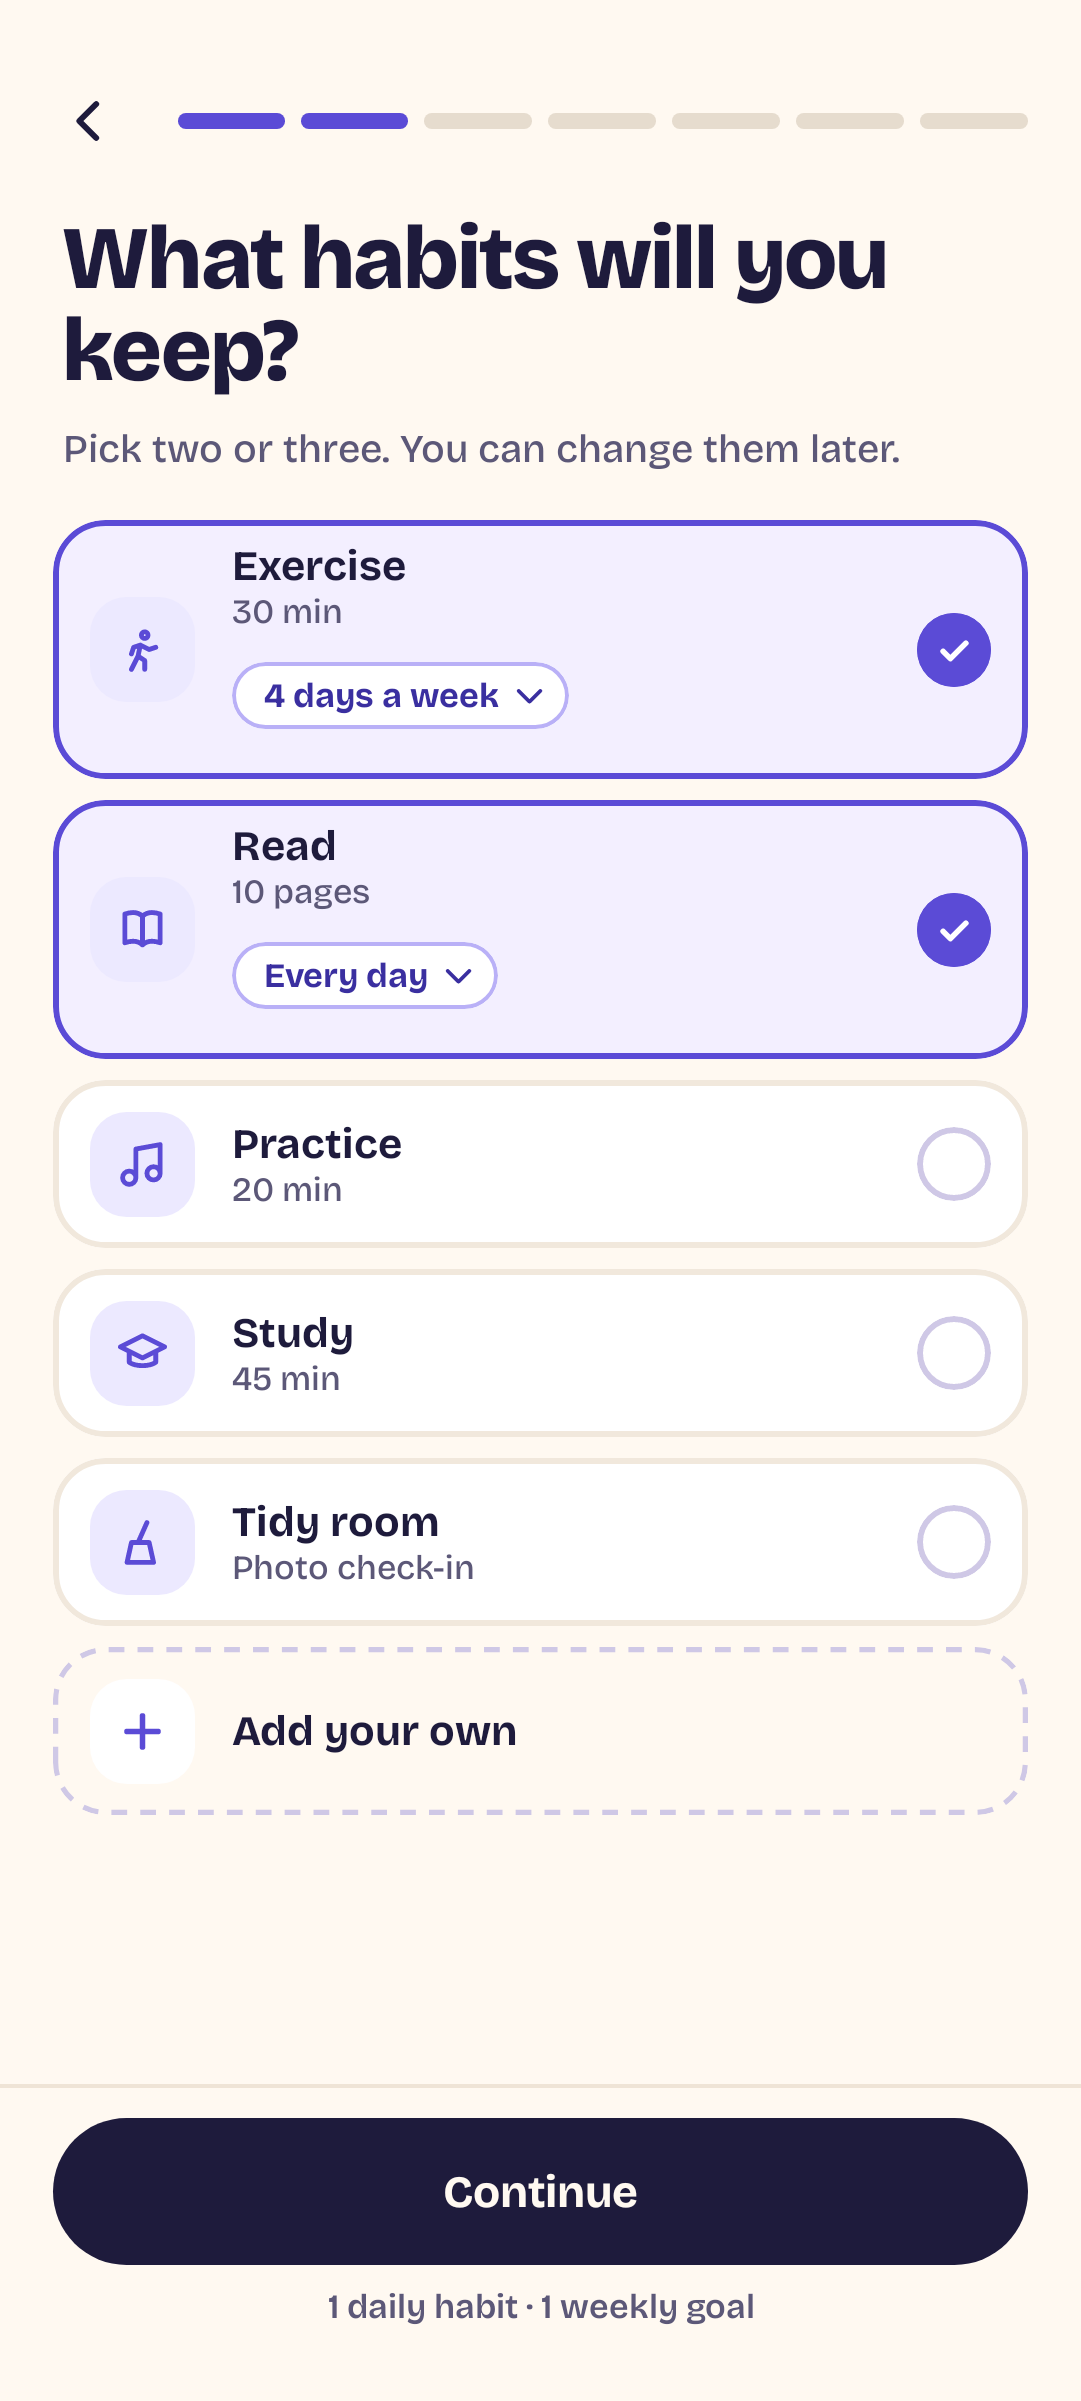 What habits will you
keep?
Pick two or three. You can change them later.
Exercise
30 min
4 days a week
Read
10 pages
Every day
Practice
20 min
Study
45 min
Tidy room
Photo check-in
Add your own
Continue
1 daily habit · 1 weekly goal